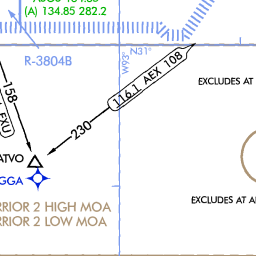 (A) 134.85 282.2
R-3804B
N31°
W93°
116.1 AEX 108
EXCLUDES AT
158
EXU
230
ATVO
GGA
EXCLUDES AT A
RRIOR 2 HIGH MOA
RRIOR 2 LOW MOA